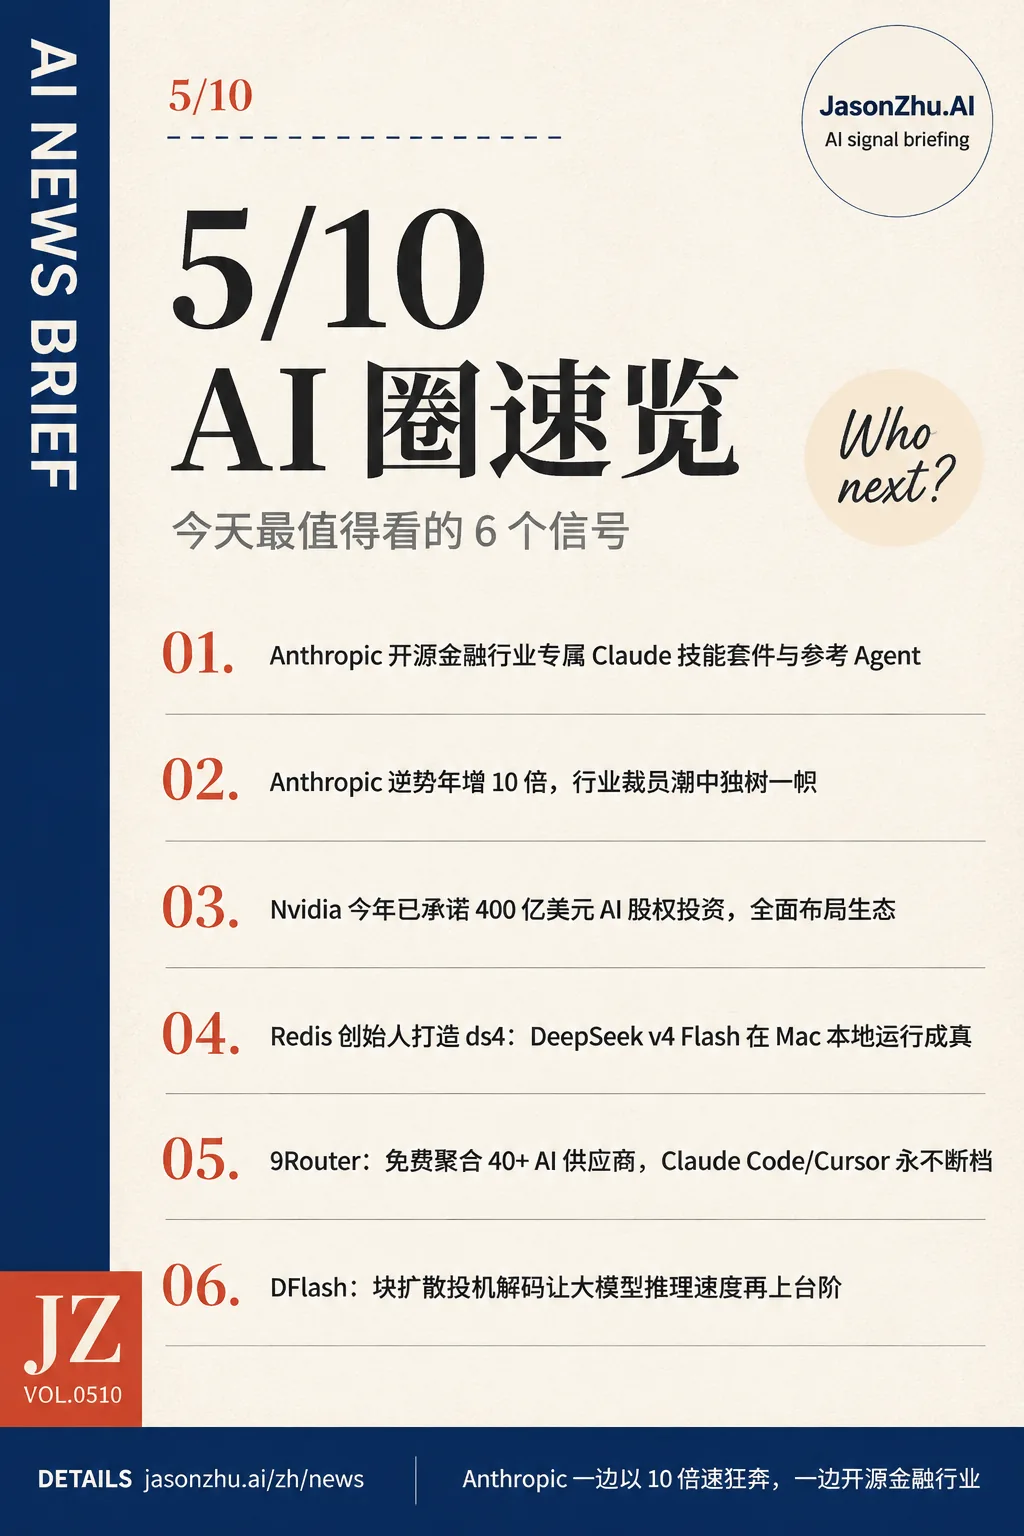 AI NEWS BRIEF
5/10
JasonZhu.AI
AI signal briefing
5/10
AI 圈速览
Who
next?
今天最值得看的 6 个信号
01. Anthropic 开源金融行业专属 Claude 技能套件与参考 Agent
02. Anthropic 逆势年增 10 倍，行业裁员潮中独树一帜
03. Nvidia 今年已承诺 400 亿美元 AI 股权投资，全面布局生态
04. Redis 创始人打造 ds4：DeepSeek v4 Flash 在 Mac 本地运行成真
05. 9Router：免费聚合 40+ AI 供应商，Claude Code/Cursor 永不断档
06. DFlash：块扩散投机解码让大模型推理速度再上台阶
JZ
VOL.0510
DETAILS jasonzhu.ai/zh/news
Anthropic 一边以 10 倍速狂奔，一边开源金融行业